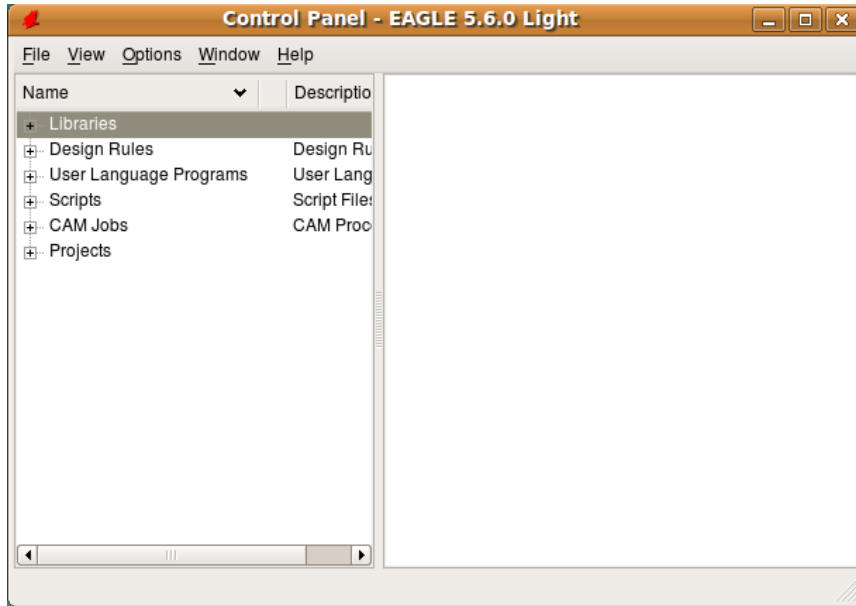 Control Panel - EAGLE 5.6.0 Light
File View Options Window Help
Name Descriptio
Libraries
Design Rules Design Ru
User Language Programs User Lang
Scripts Script Files
CAM Jobs CAM Proc
Projects